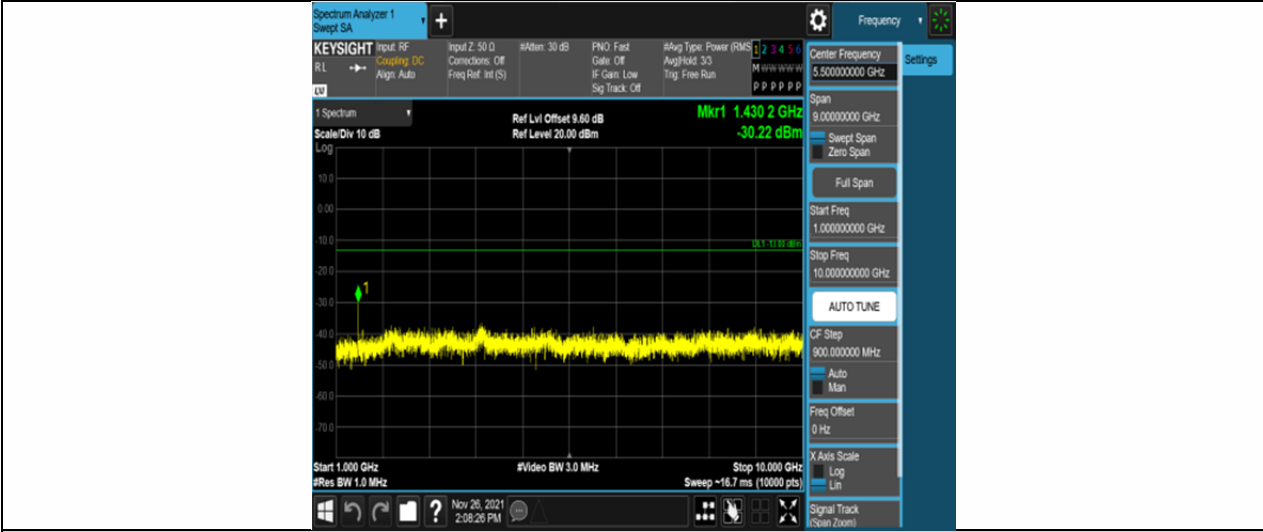 Spectrum Analyzer 1
Swept SA
+
Frequency
KEYSIGHT
RL
LW
Input: RF
Coupling: DC
Align: Auto
Input Z: 50 Ω
Corrections: Off
Freq Ref: Int (S)
#Atten: 30 dB
PNO: Fast
Gate: Off
IF Gain: Low
Sig Track: Off
#Avg Type: Power (RMS
Avg|Hold: 3/3
Trig: Free Run
1 2 3 4 5 6
M W W W W W
P P P P P P
1 Spectrum
Scale/Div 10 dB
Log
Ref Lvl Offset 9.60 dB
Ref Level 20.00 dBm
Mkr1 1.430 2 GHz
-30.22 dBm
10.0
0.00
-10.0
DL1 -13.00 dBm
-20.0
1
-30.0
-40.0
-50.0
-60.0
-70.0
Start 1.000 GHz
#Video BW 3.0 MHz
Stop 10.000 GHz
#Res BW 1.0 MHz
Sweep ~16.7 ms (10000 pts)
?
Nov 26, 2021
2:08:26 PM
Center Frequency
5.500000000 GHz
Settings
Span
9.00000000 GHz
Swept Span
Zero Span
Full Span
Start Freq
1.000000000 GHz
Stop Freq
10.000000000 GHz
AUTO TUNE
CF Step
900.000000 MHz
Auto
Man
Freq Offset
0 Hz
X Axis Scale
Log
Lin
Signal Track
(Span Zoom)